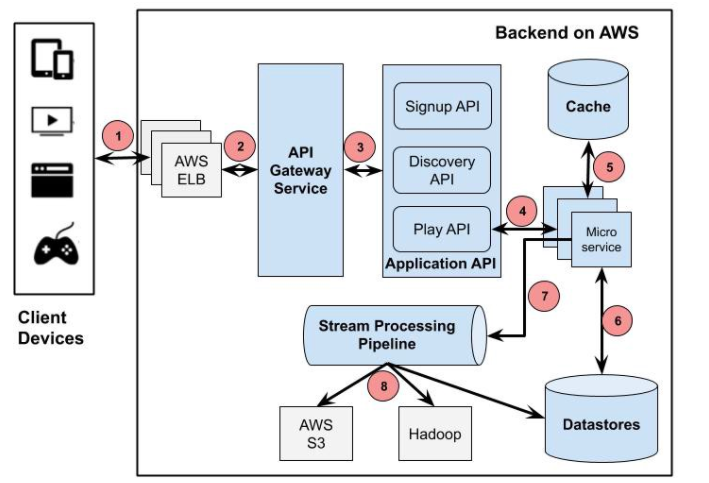 Backend on AWS
1
2
3
4
5
6
7
8
AWS
ELB
API
Gateway
Service
Signup API
Discovery
API
Play API
Application API
Cache
Micro
service
Client
Devices
Stream Processing
Pipeline
AWS
S3
Hadoop
Datastores